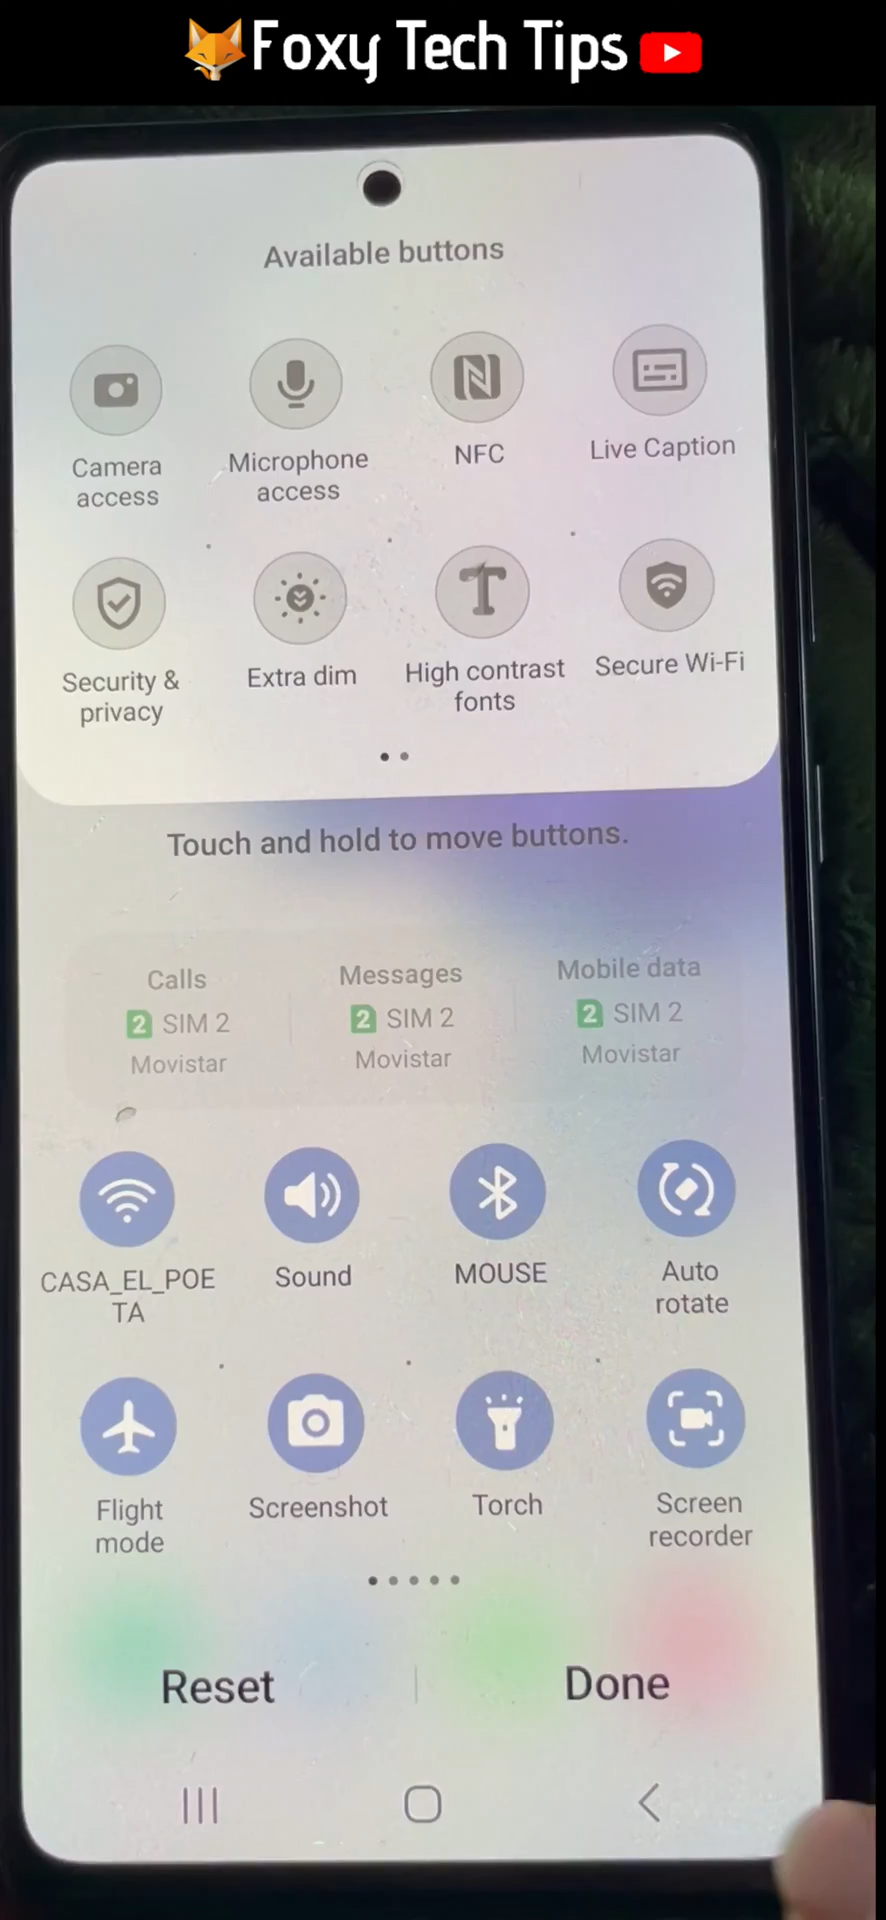 Foxy Tech Tips
Available buttons
Camera access
Microphone access
NFC
Live Caption
Security & privacy
Extra dim
High contrast fonts
Secure Wi-Fi
Touch and hold to move buttons.
Calls
2 SIM 2
Movistar
Messages
2 SIM 2
Movistar
Mobile data
2 SIM 2
Movistar
CASA_EL_POE
TA
Sound
MOUSE
Auto
rotate
Flight
mode
Screenshot
Torch
Screen
recorder
Reset
Done